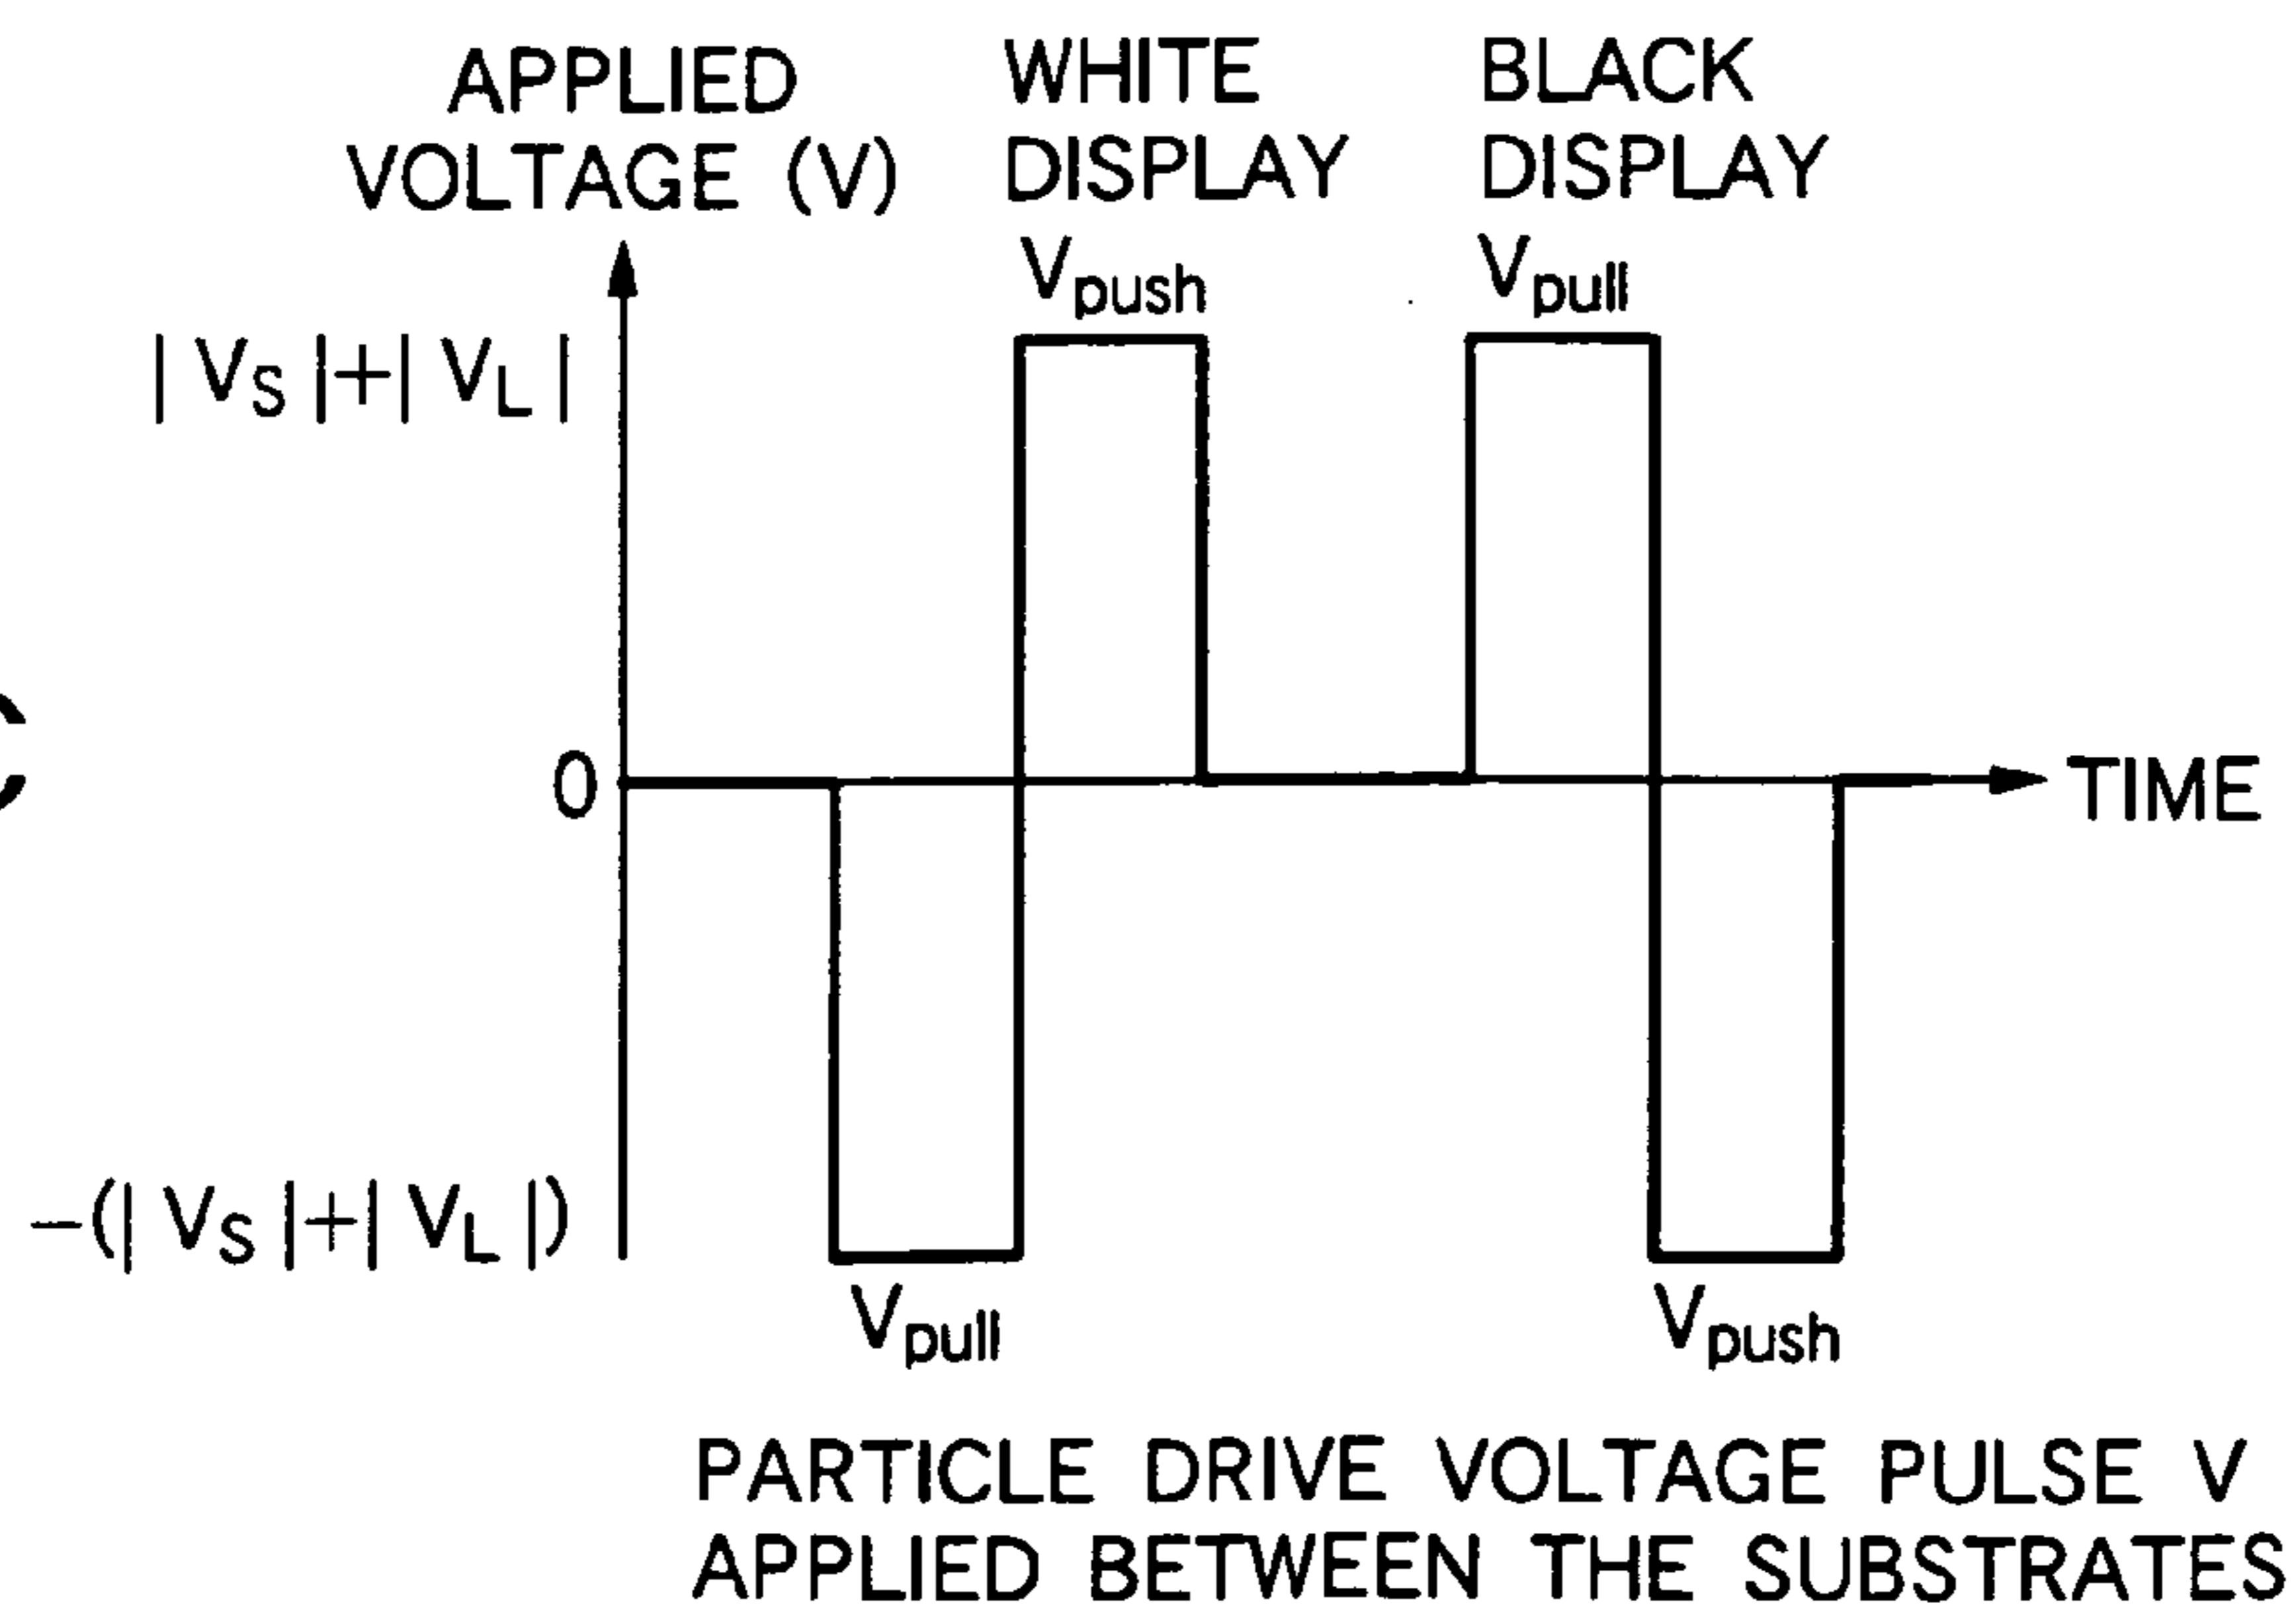 APPLIED
VOLTAGE (V)
WHITE
DISPLAY
BLACK
DISPLAY
Vpush
Vpull
| VS |+| VL |
0
TIME
−(| VS |+| VL |)
Vpull
Vpush
PARTICLE DRIVE VOLTAGE PULSE V
APPLIED BETWEEN THE SUBSTRATES